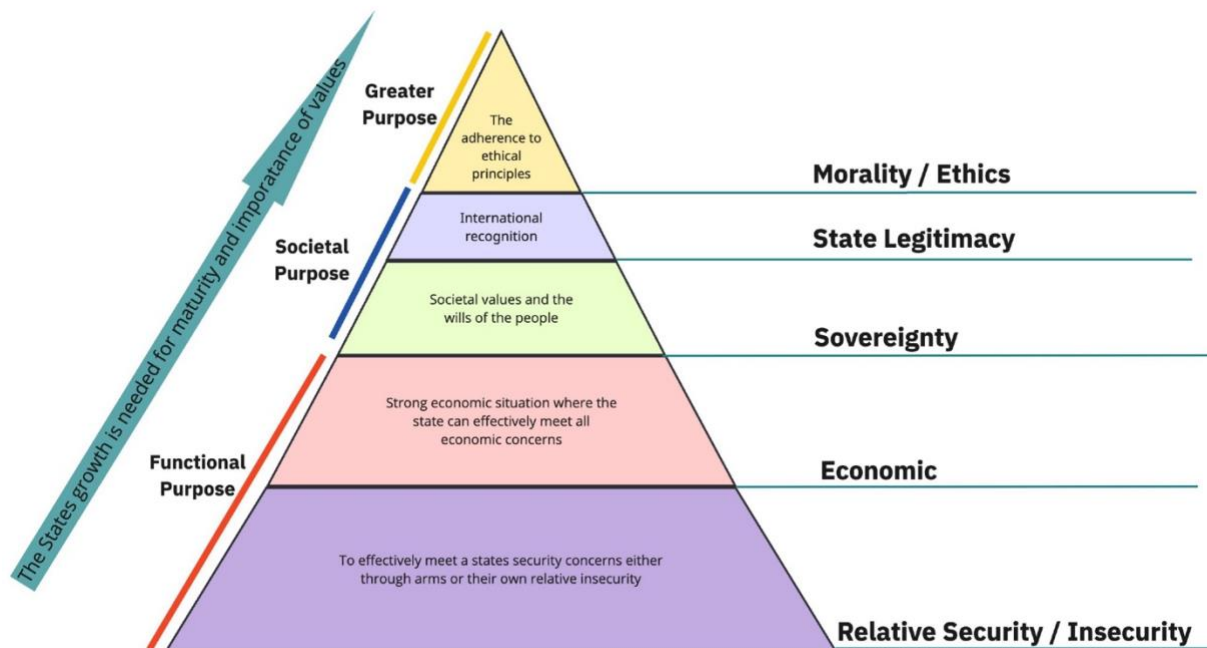 The States growth is needed for maturity and imporatance of values
Greater
Purpose
The
adherence to
ethical
principles
Morality / Ethics
Societal
Purpose
International
recognition
State Legitimacy
Societal values and the
wills of the people
Sovereignty
Functional
Purpose
Strong economic situation where the
state can effectively meet all
economic concerns
Economic
To effectively meet a states security concerns either
through arms or their own relative insecurity
Relative Security / Insecurity